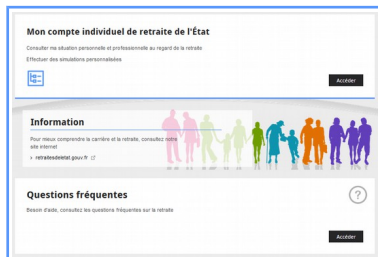 Mon compte individuel de retraite de l'État
Consulter ma situation personnelle et professionnelle au regard de la retraite
Effectuer des simulations personnalisées
Accéder
Information
Pour mieux comprendre la carrière et la retraite, consultez notre
site internet
> retraitesdeletat.gouv.fr
Questions fréquentes
Besoin d'aide, consultez les questions fréquentes sur la retraite
?
Accéder